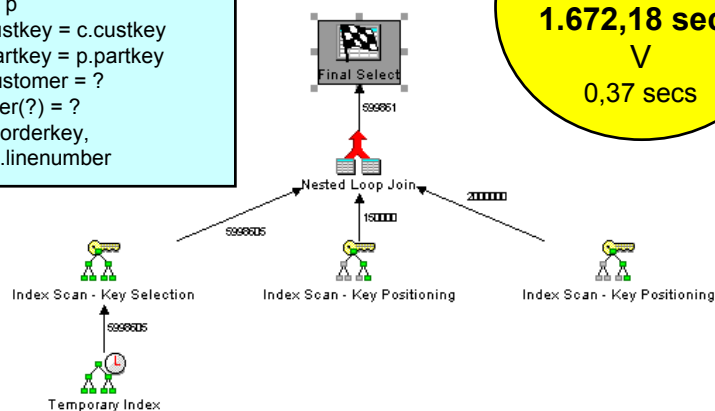 p
ustkey = c.custkey
artkey = p.partkey
ustomer = ?
er(?) = ?
orderkey,
.linenumber
1.672,18 sec
V
0,37 secs
Final Select
599861
Nested Loop Join
5998605
150000
2000000
Index Scan - Key Selection
Index Scan - Key Positioning
Index Scan - Key Positioning
5998605
Temporary Index